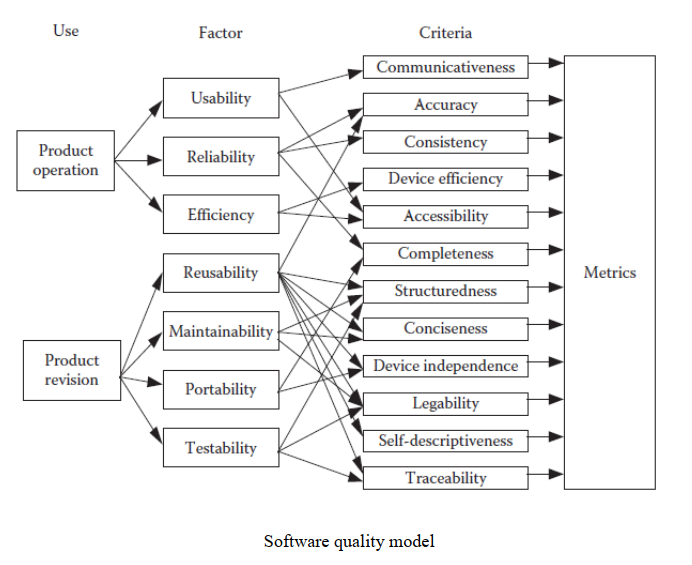 Use
Factor
Criteria
Communicativeness
Usability
Accuracy
Product
operation
Reliability
Consistency
Device efficiency
Efficiency
Accessibility
Completeness
Reusability
Structuredness
Metrics
Maintainability
Conciseness
Product
revision
Device independence
Portability
Legability
Testability
Self-descriptiveness
Traceability
Software quality model